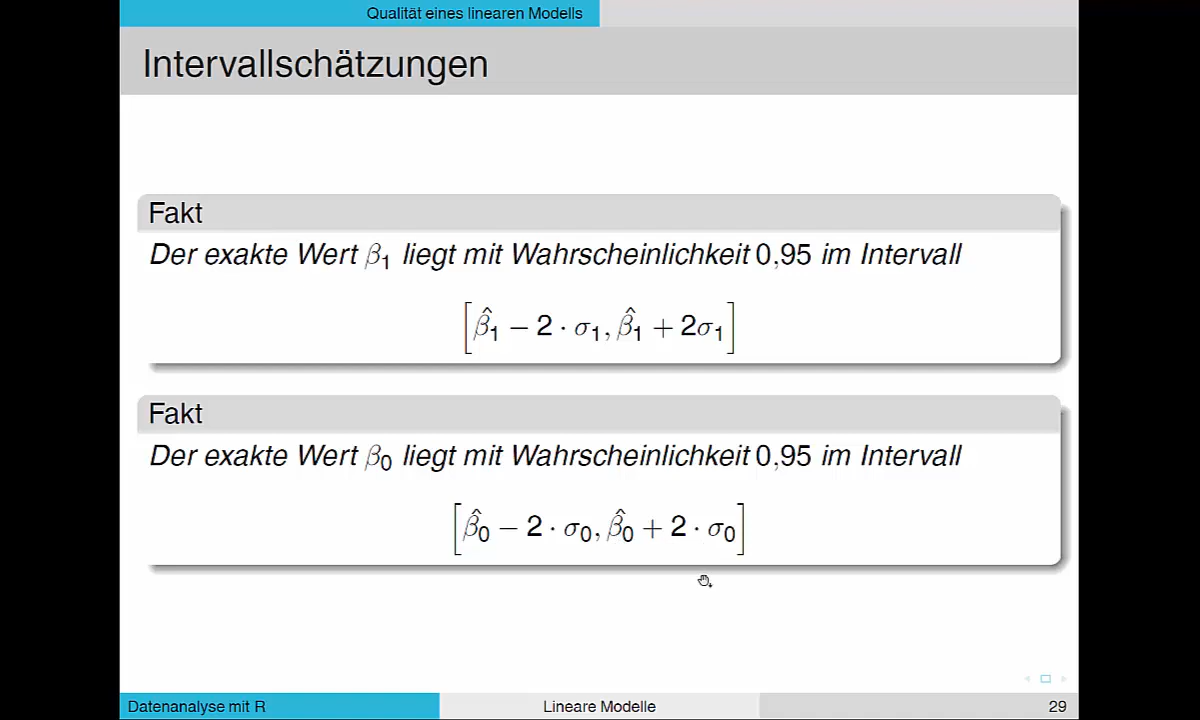 Qualität eines linearen Modells
Intervallschätzungen
Fakt
Der exakte Wert β₁ liegt mit Wahrscheinlichkeit 0,95 im Intervall
[β̂₁ − 2 · σ₁, β̂₁ + 2σ₁]
Fakt
Der exakte Wert β₀ liegt mit Wahrscheinlichkeit 0,95 im Intervall
[β̂₀ − 2 · σ₀, β̂₀ + 2 · σ₀]
Datenanalyse mit R Lineare Modelle 29